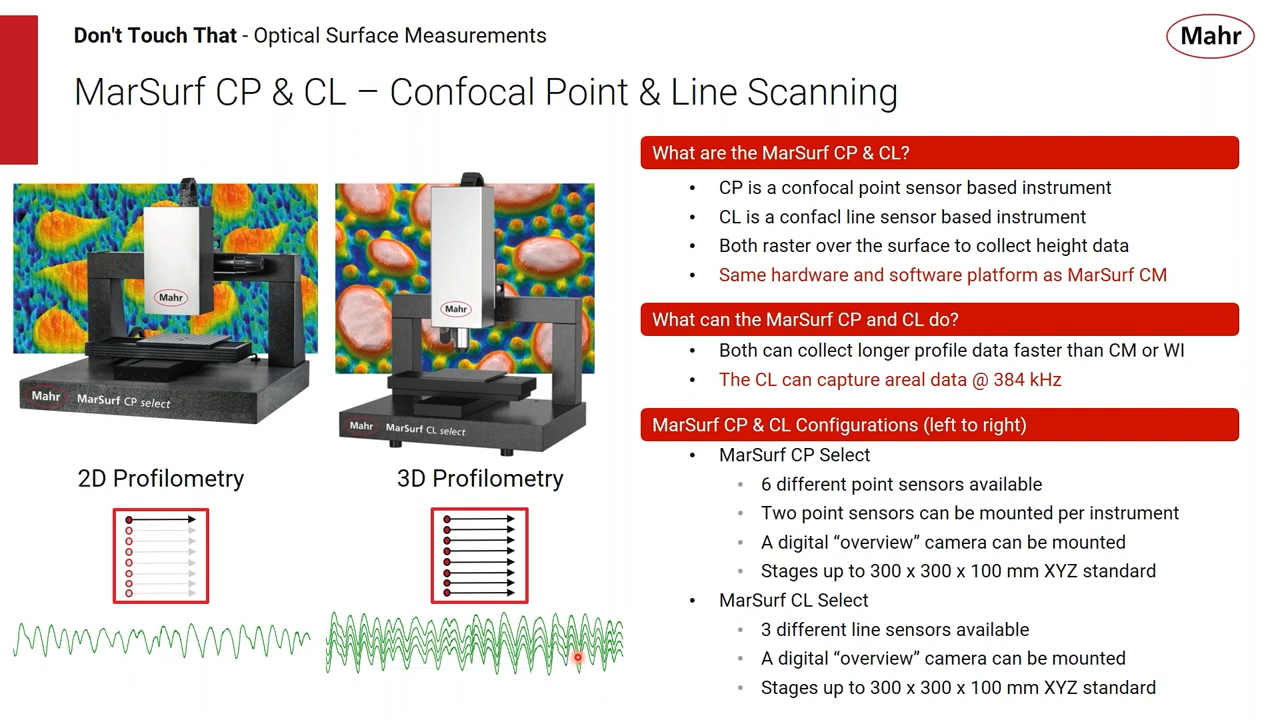 Don't Touch That - Optical Surface Measurements
Mahr
MarSurf CP & CL – Confocal Point & Line Scanning
What are the MarSurf CP & CL?
• CP is a confocal point sensor based instrument
• CL is a confacl line sensor based instrument
• Both raster over the surface to collect height data
• Same hardware and software platform as MarSurf CM
What can the MarSurf CP and CL do?
• Both can collect longer profile data faster than CM or WI
• The CL can capture areal data @ 384 kHz
MarSurf CP & CL Configurations (left to right)
• MarSurf CP Select
• 6 different point sensors available
• Two point sensors can be mounted per instrument
• A digital “overview” camera can be mounted
• Stages up to 300 x 300 x 100 mm XYZ standard
• MarSurf CL Select
• 3 different line sensors available
• A digital “overview” camera can be mounted
• Stages up to 300 x 300 x 100 mm XYZ standard
Mahr
Mahr MarSurf CP select
Mahr
Mahr MarSurf CL select
2D Profilometry
3D Profilometry